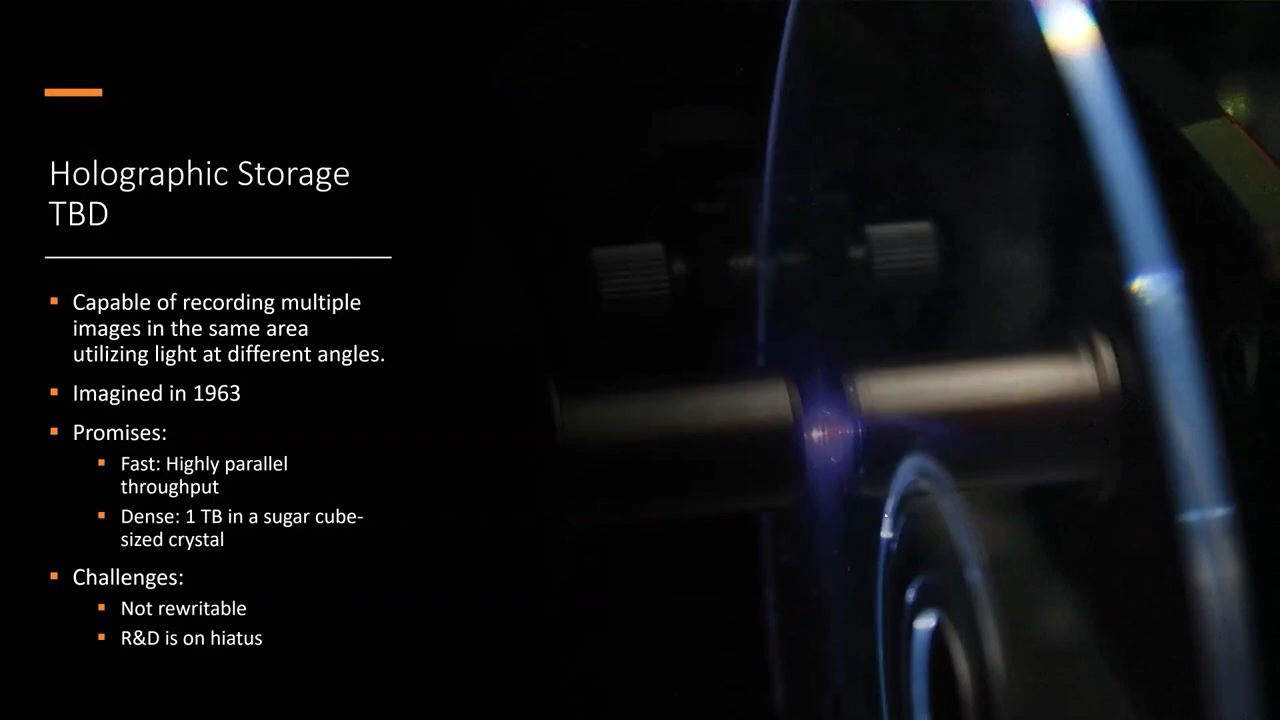 Holographic Storage
TBD
Capable of recording multiple
images in the same area
utilizing light at different angles.
Imagined in 1963
Promises:
Fast: Highly parallel
throughput
Dense: 1 TB in a sugar cube-
sized crystal
Challenges:
Not rewritable
R&D is on hiatus